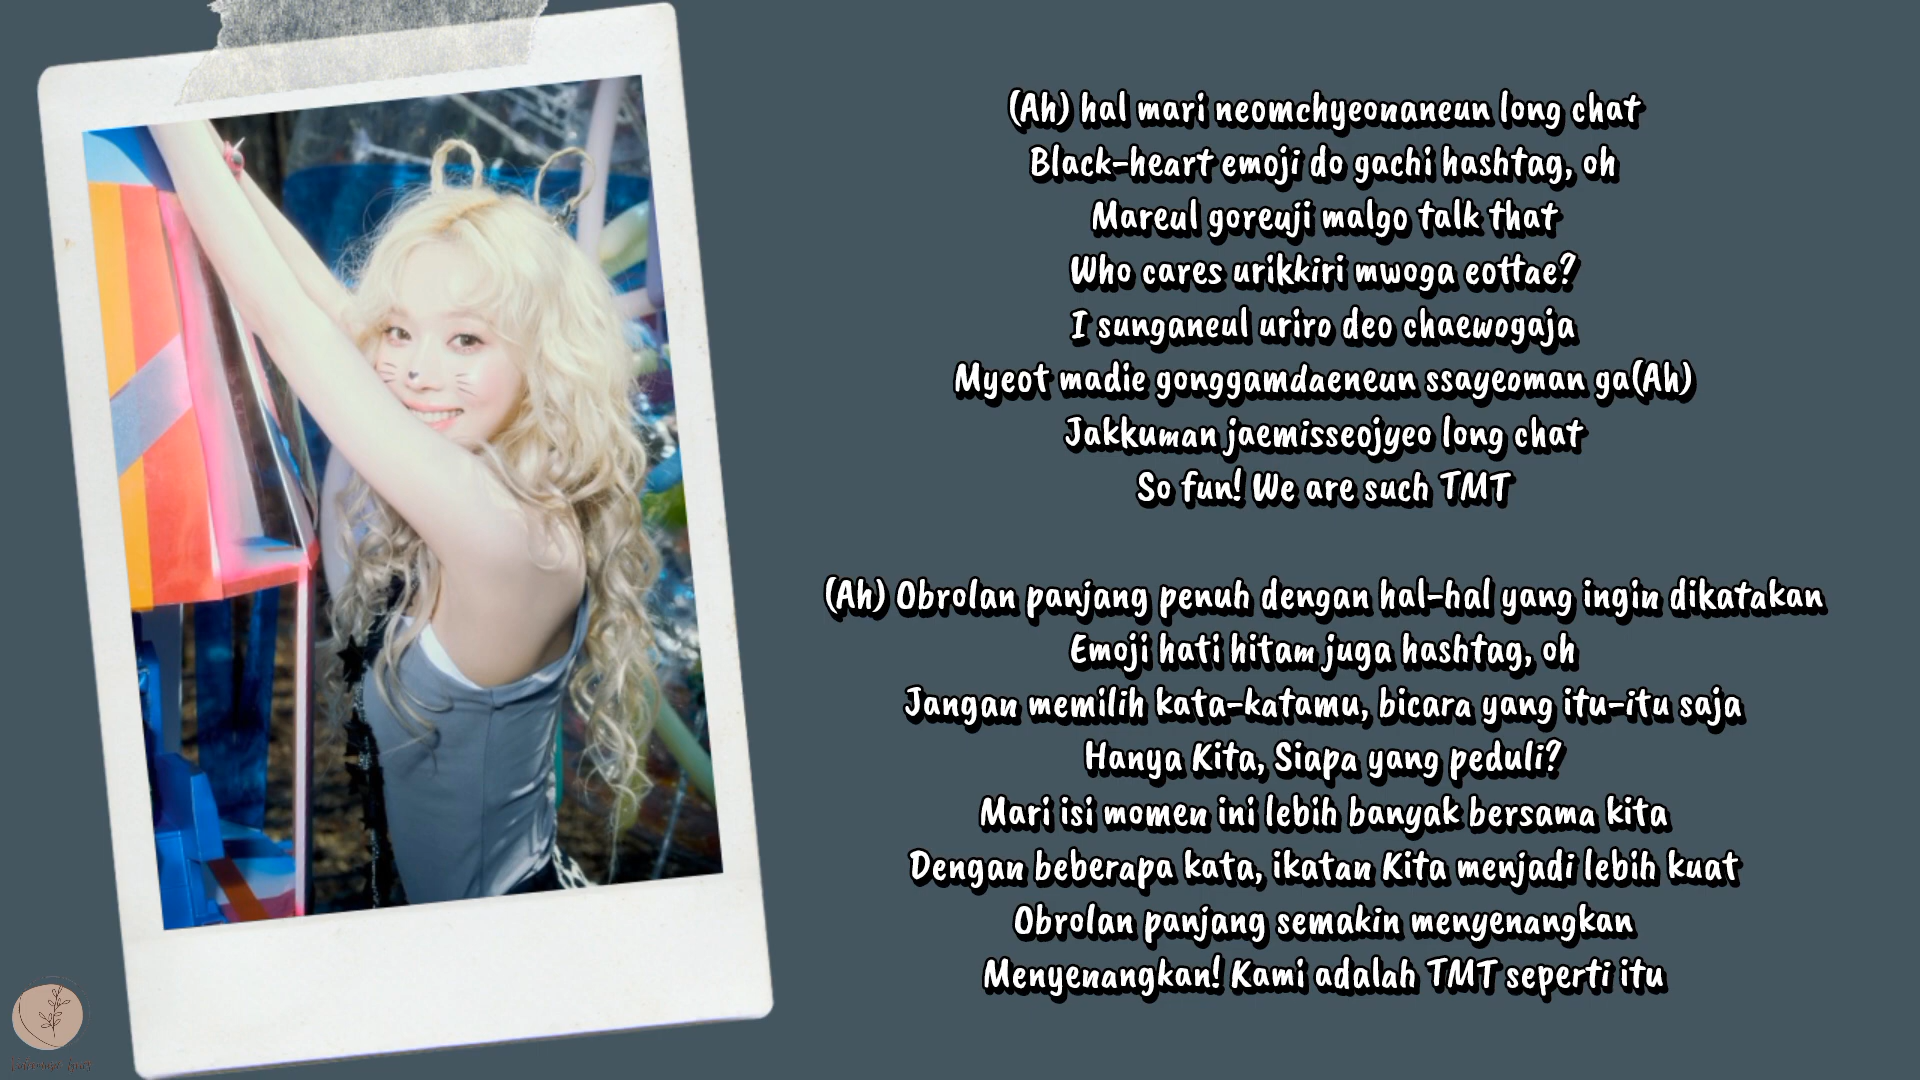 (Ah) hal mari neomchyeonaneun long chat
Black-heart emoji do gachi hashtag, oh
Mareul goreuji malgo talk that
Who cares urikkiri mwoga eottae?
I sunganeul uriro deo chaewogaja
Myeot madie gonggamdaeneun ssayeoman ga(Ah)
Jakkuman jaemisseojyeo long chat
So fun! We are such TMT
(Ah) Obrolan panjang penuh dengan hal-hal yang ingin dikatakan
Emoji hati hitam juga hashtag, oh
Jangan memilih kata-katamu, bicara yang itu-itu saja
Hanya Kita, Siapa yang peduli?
Mari isi momen ini lebih banyak bersama kita
Dengan beberapa kata, ikatan Kita menjadi lebih kuat
Obrolan panjang semakin menyenangkan
Menyenangkan! Kami adalah TMT seperti itu